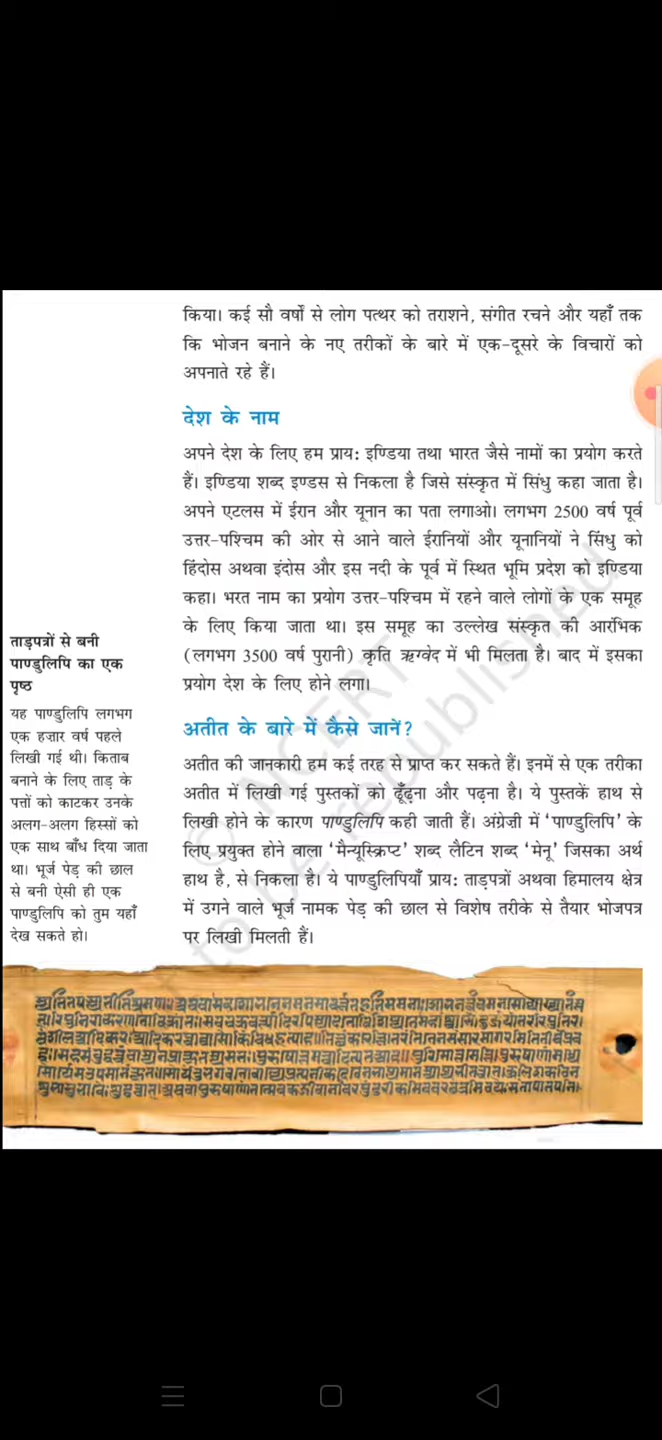 किया। कई सौ वर्षों से लोग पत्थर को तराशने, संगीत रचने और यहाँ तक
कि भोजन बनाने के नए तरीकों के बारे में एक-दूसरे के विचारों को
अपनाते रहे हैं।
देश के नाम
अपने देश के लिए हम प्राय: इण्डिया तथा भारत जैसे नामों का प्रयोग करते
हैं। इण्डिया शब्द इण्डस से निकला है जिसे संस्कृत में सिंधु कहा जाता है।
अपने एटलस में ईरान और यूनान का पता लगाओ। लगभग 2500 वर्ष पूर्व
उत्तर-पश्चिम की ओर से आने वाले ईरानियों और यूनानियों ने सिंधु को
हिंदोस अथवा इंदोस और इस नदी के पूर्व में स्थित भूमि प्रदेश को इण्डिया
कहा। भरत नाम का प्रयोग उत्तर-पश्चिम में रहने वाले लोगों के एक समूह
के लिए किया जाता था। इस समूह का उल्लेख संस्कृत की आरंभिक
(लगभग 3500 वर्ष पुरानी) कृति ऋग्वेद में भी मिलता है। बाद में इसका
प्रयोग देश के लिए होने लगा।
अतीत के बारे में कैसे जानें?
अतीत की जानकारी हम कई तरह से प्राप्त कर सकते हैं। इनमें से एक तरीका
अतीत में लिखी गई पुस्तकों को ढूँढ़ना और पढ़ना है। ये पुस्तकें हाथ से
लिखी होने के कारण पाण्डुलिपि कही जाती हैं। अंग्रेज़ी में ‘पाण्डुलिपि’ के
लिए प्रयुक्त होने वाला ‘मैन्यूस्क्रिप्ट’ शब्द लैटिन शब्द ‘मेनू’ जिसका अर्थ
हाथ है, से निकला है। ये पाण्डुलिपियाँ प्राय: ताड़पत्रों अथवा हिमालय क्षेत्र
में उगने वाले भूर्ज नामक पेड़ की छाल से विशेष तरीके से तैयार भोजपत्र
पर लिखी मिलती हैं।
ताड़पत्रों से बनी
पाण्डुलिपि का एक
पृष्ठ
यह पाण्डुलिपि लगभग
एक हज़ार वर्ष पहले
लिखी गई थी। किताब
बनाने के लिए ताड़ के
पत्तों को काटकर उनके
अलग-अलग हिस्सों को
एक साथ बाँध दिया जाता
था। भूर्ज पेड़ की छाल
से बनी ऐसी ही एक
पाण्डुलिपि को तुम यहाँ
देख सकते हो।
© NCERT
to be republished